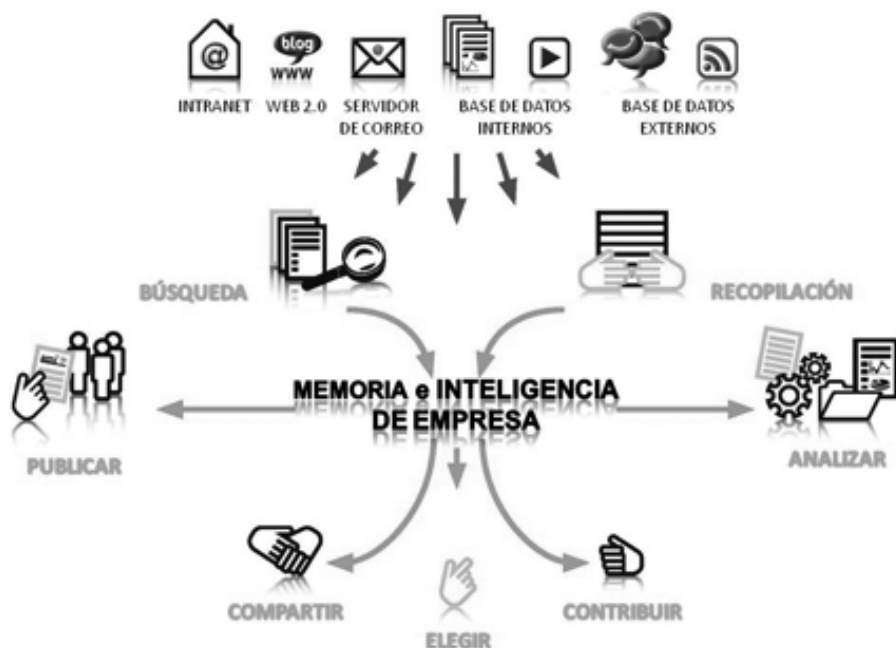 @
blog
WWW
INTRANET
WEB 2.0
SERVIDOR
DE CORREO
BASE DE DATOS
INTERNOS
BASE DE DATOS
EXTERNOS
BÚSQUEDA
RECOPILACIÓN
MEMORIA e INTELIGENCIA
DE EMPRESA
PUBLICAR
ANALIZAR
COMPARTIR
ELEGIR
CONTRIBUIR